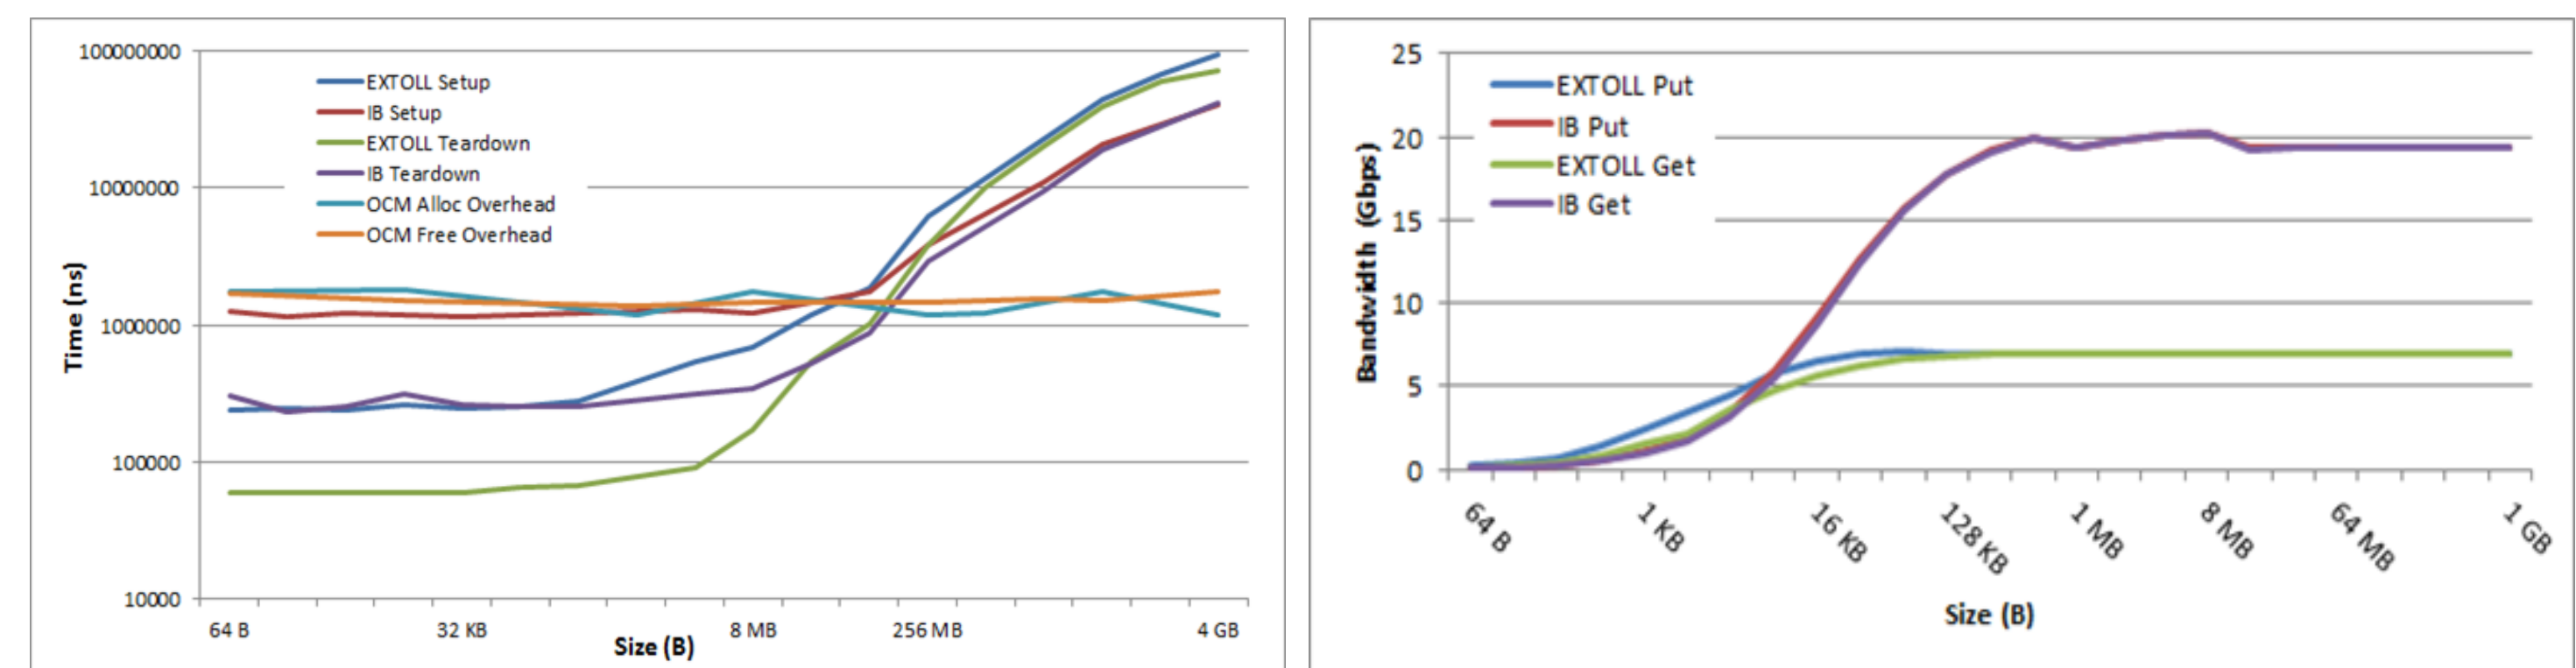 100000000
10000000
1000000
100000
10000
Time (ns)
EXTOLL Setup
IB Setup
EXTOLL Teardown
IB Teardown
OCM Alloc Overhead
OCM Free Overhead
64 B
32 KB
8 MB
256 MB
4 GB
Size (B)
25
20
15
10
5
0
Bandwidth (Gbps)
EXTOLL Put
IB Put
EXTOLL Get
IB Get
64 B
1 KB
16 KB
128 KB
1 MB
8 MB
64 MB
1 GB
Size (B)